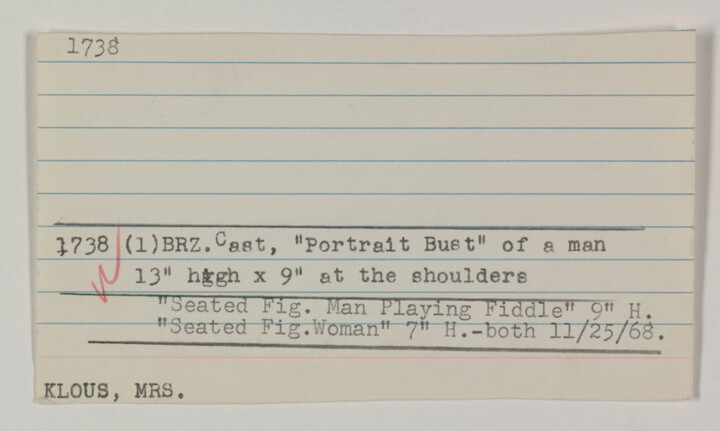 1738
1738 (1)BRZ.Cast, "Portrait Bust" of a man
13" high x 9" at the shoulders
"Seated Fig. Man Playing Fiddle" 9" H.
"Seated Fig.Woman" 7" H.-both 11/25/68.
KLOUS, MRS.